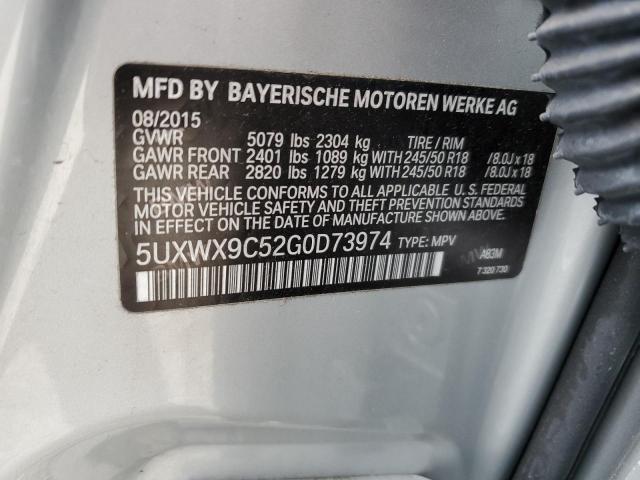 MFD BY BAYERISCHE MOTOREN WERKE AG
08/2015
GVWR 5079 lbs 2304 kg TIRE / RIM
GAWR FRONT 2401 lbs 1089 kg WITH 245/50 R18 /8.0J x 18
GAWR REAR 2820 lbs 1279 kg WITH 245/50 R18 /8.0J x 18
THIS VEHICLE CONFORMS TO ALL APPLICABLE U.S. FEDERAL
MOTOR VEHICLE SAFETY, BUMPER, AND THEFT PREVENTION STANDARDS
IN EFFECT ON THE DATE OF MANUFACTURE SHOWN ABOVE.
5UXWX9C52G0D73974 TYPE: MPV
A83M
7 320 730